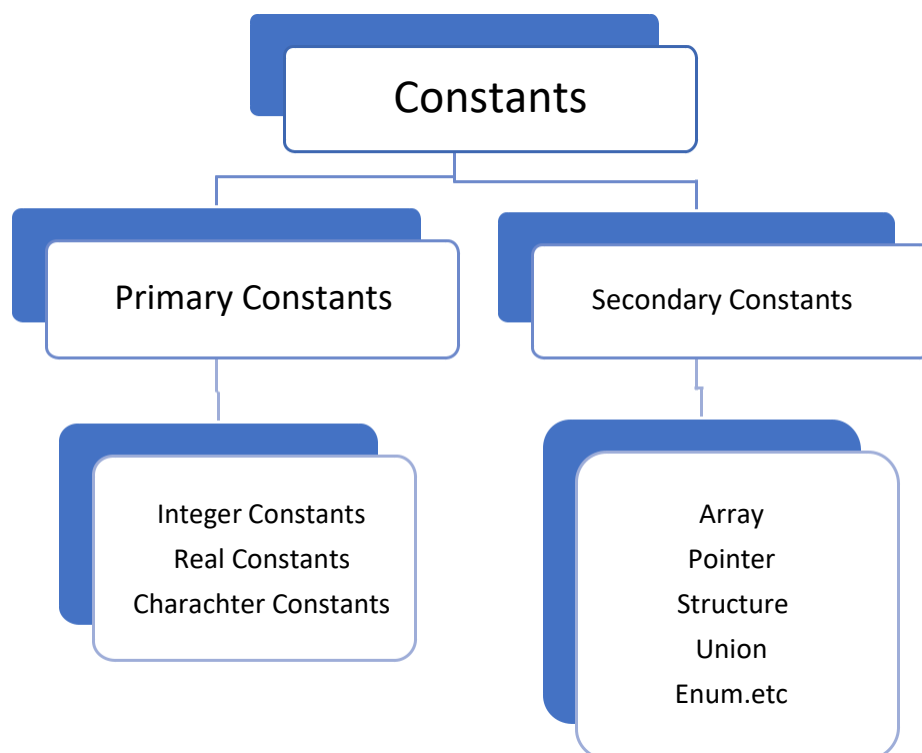 Constants
Primary Constants
Secondary Constants
Integer Constants
Real Constants
Charachter Constants
Array
Pointer
Structure
Union
Enum.etc